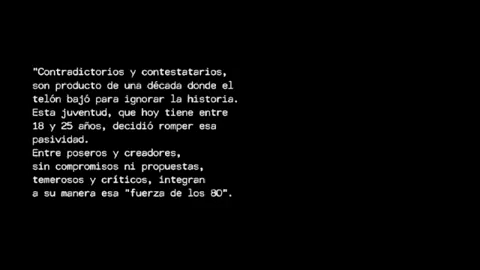 "Contradictorios y contestatarios,
son producto de una década donde el
telón bajó para ignorar la historia.
Esta juventud, que hoy tiene entre
18 y 25 años, decidió romper esa
pasividad.
Entre poseros y creadores,
sin compromisos ni propuestas,
temerosos y críticos, integran
a su manera esa "fuerza de los 80".